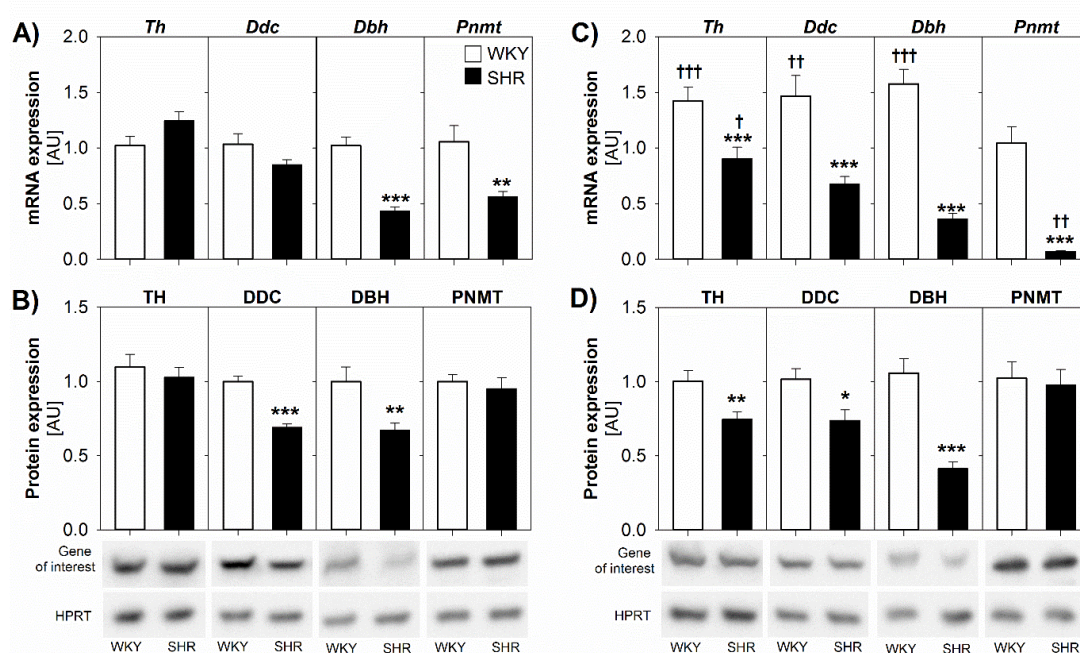 A)
Th Ddc Dbh Pnmt
WKY
SHR
mRNA expression
[AU]
2.0
1.5
1.0
0.5
0.0
***
**
B)
TH DDC DBH PNMT
Protein expression
[AU]
1.5
1.0
0.5
0.0
***
**
Gene
of interest
HPRT
WKY SHR WKY SHR WKY SHR WKY SHR
C)
Th Ddc Dbh Pnmt
mRNA expression
[AU]
2.0
1.5
1.0
0.5
0.0
†††
†
***
††
***
†††
***
††
***
D)
TH DDC DBH PNMT
Protein expression
[AU]
1.5
1.0
0.5
0.0
**
*
***
Gene
of interest
HPRT
WKY SHR WKY SHR WKY SHR WKY SHR